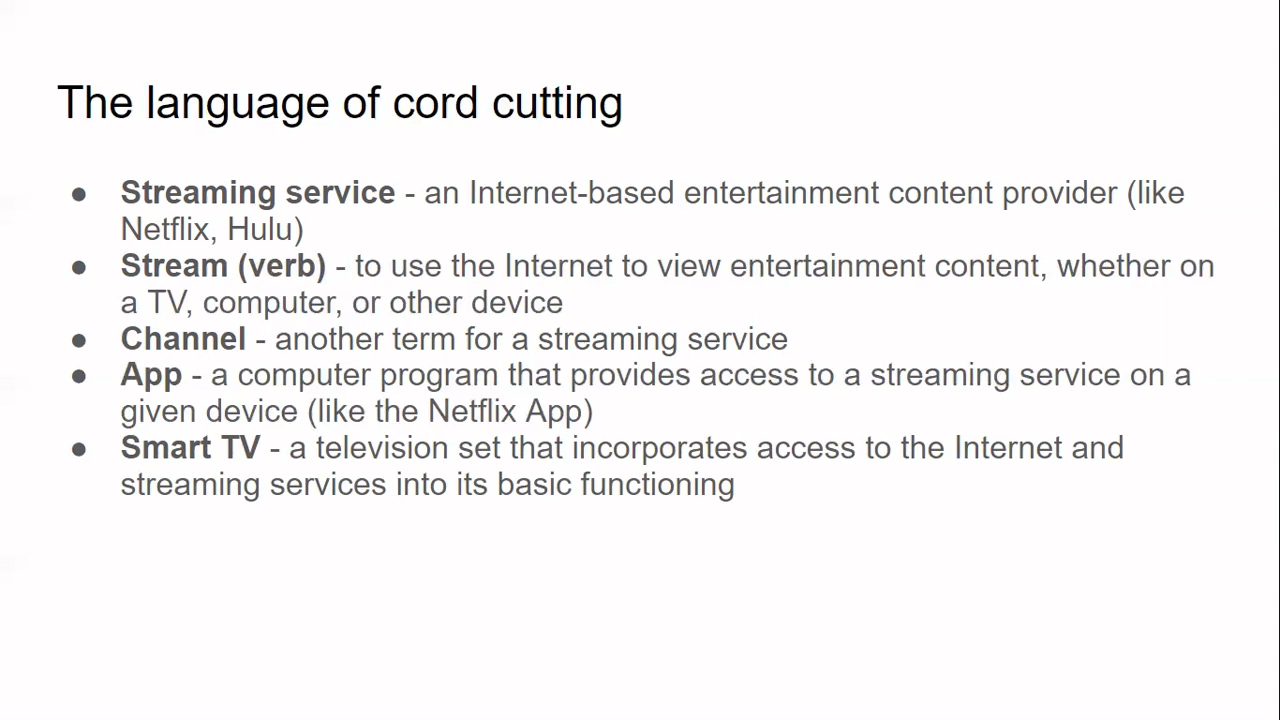 The language of cord cutting
● Streaming service - an Internet-based entertainment content provider (like
Netflix, Hulu)
● Stream (verb) - to use the Internet to view entertainment content, whether on
a TV, computer, or other device
● Channel - another term for a streaming service
● App - a computer program that provides access to a streaming service on a
given device (like the Netflix App)
● Smart TV - a television set that incorporates access to the Internet and
streaming services into its basic functioning